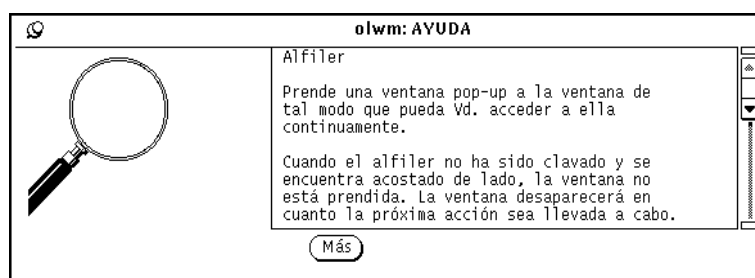 olwm: AYUDA
Alfiler
Prende una ventana pop-up a la ventana de
tal modo que pueda Vd. acceder a ella
continuamente.
Cuando el alfiler no ha sido clavado y se
encuentra acostado de lado, la ventana no
está prendida. La ventana desaparecerá en
cuanto la próxima acción sea llevada a cabo.
Más